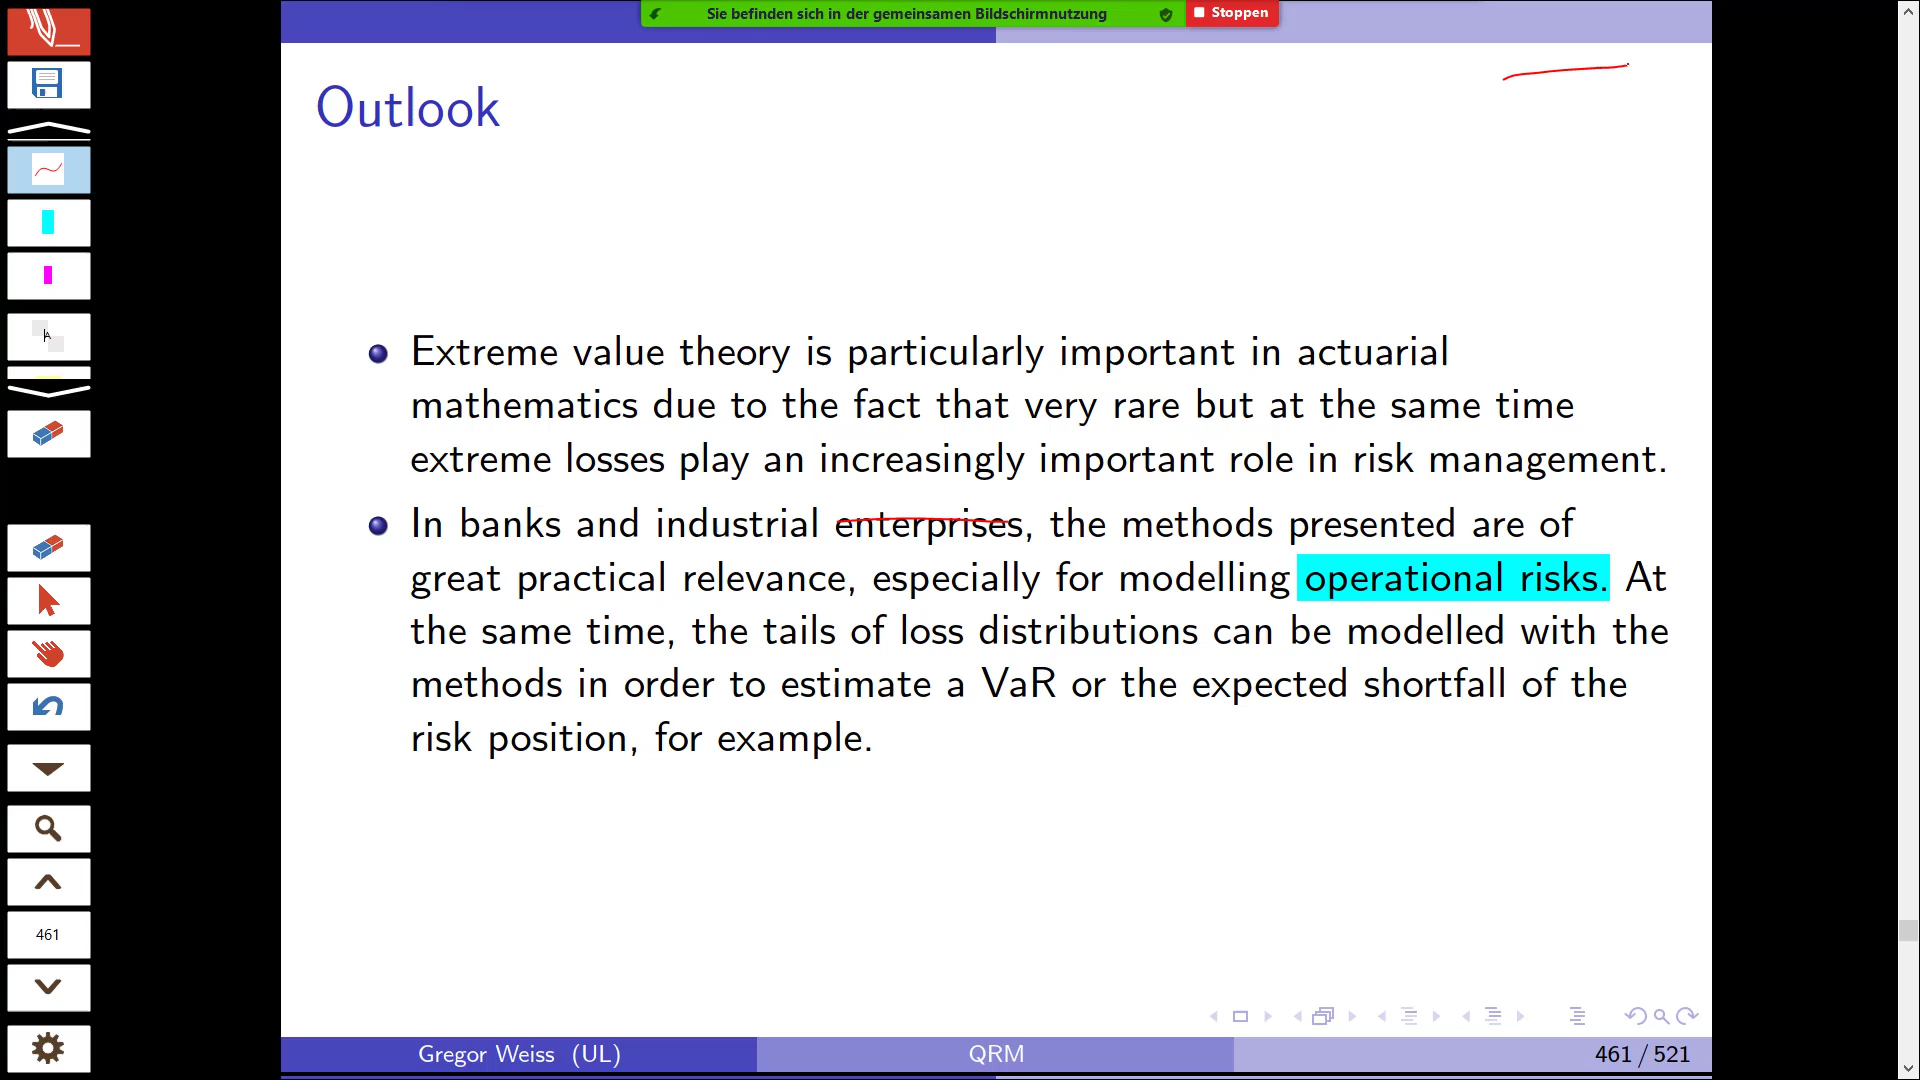 Sie befinden sich in der gemeinsamen Bildschirmnutzung
Stoppen
Outlook
Extreme value theory is particularly important in actuarial
mathematics due to the fact that very rare but at the same time
extreme losses play an increasingly important role in risk management.
In banks and industrial enterprises, the methods presented are of
great practical relevance, especially for modelling operational risks. At
the same time, the tails of loss distributions can be modelled with the
methods in order to estimate a VaR or the expected shortfall of the
risk position, for example.
A
461
Gregor Weiss (UL)
QRM
461 / 521